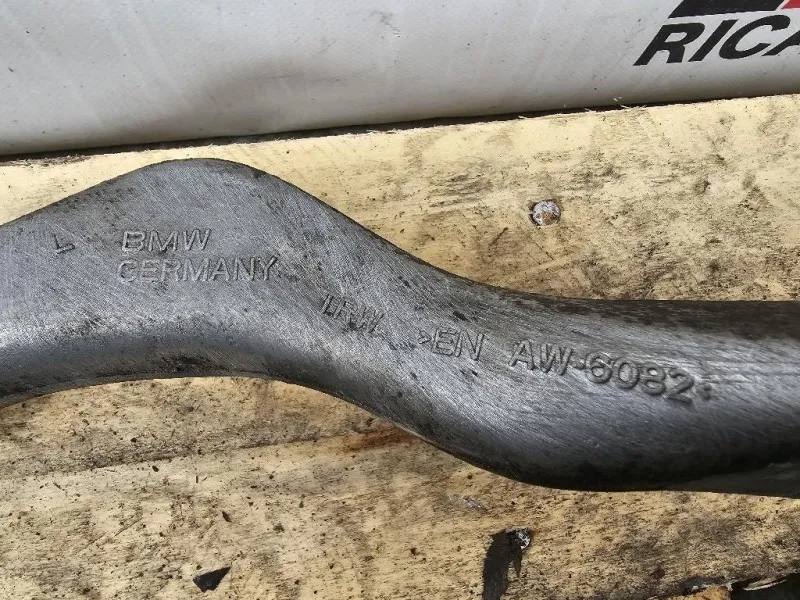 RICA
L BMW
GERMANY
TRW >EN AW-6082<